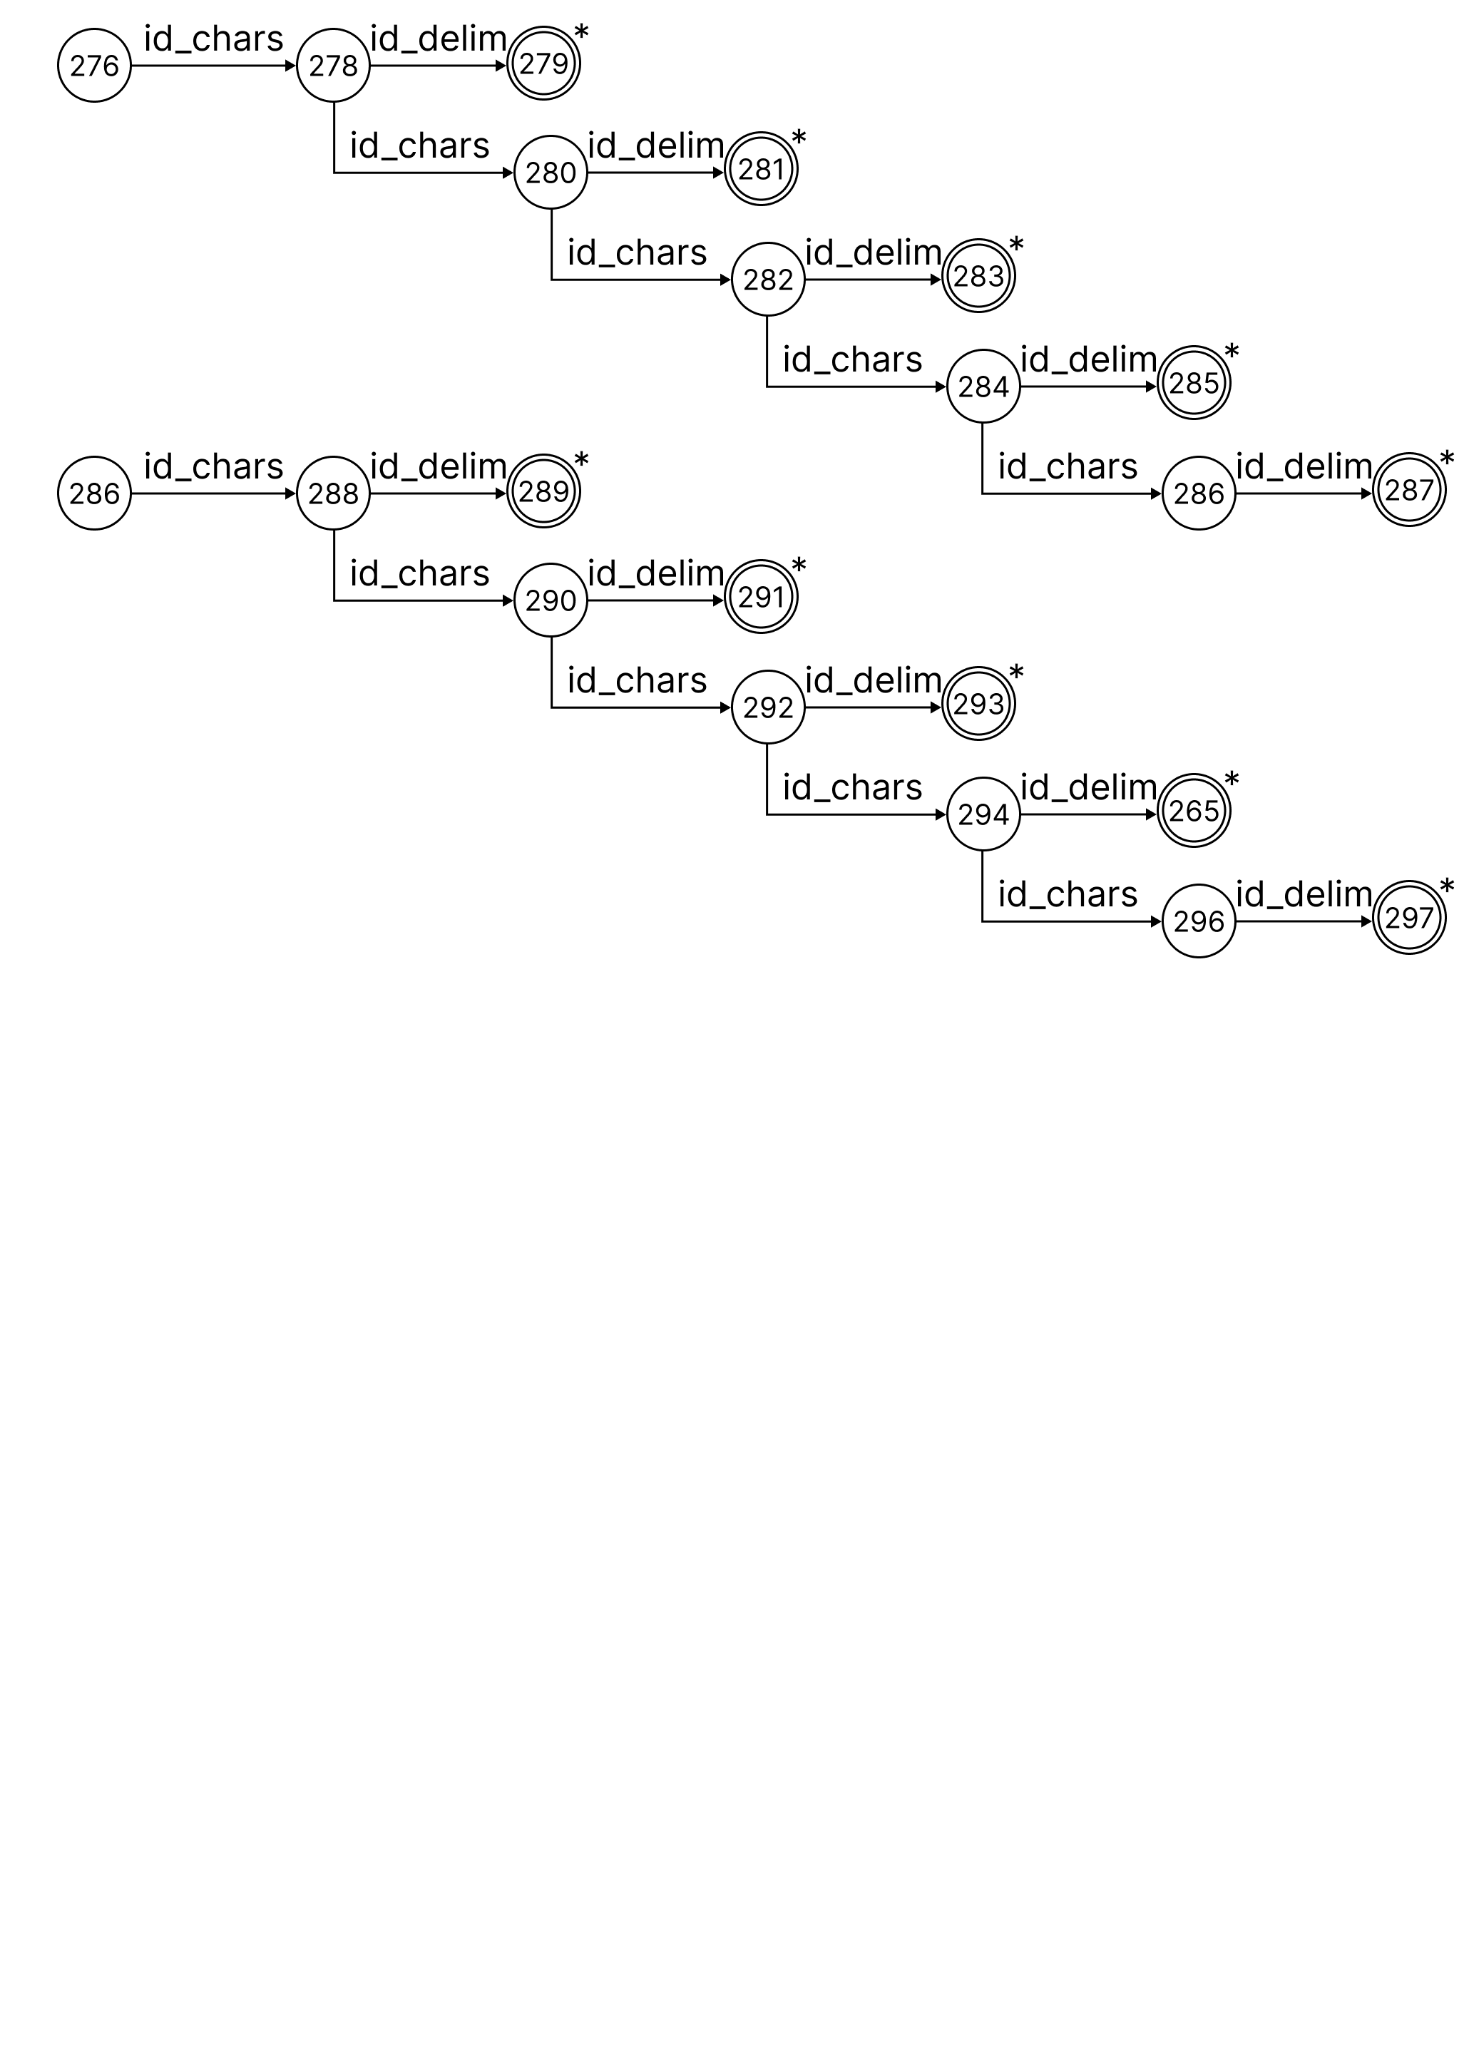 276 id_chars 278 id_delim 279 *
id_chars 280 id_delim 281 *
id_chars 282 id_delim 283 *
id_chars 284 id_delim 285 *
286 id_chars 288 id_delim 289 * id_chars 286 id_delim 287 *
id_chars 290 id_delim 291 *
id_chars 292 id_delim 293 *
id_chars 294 id_delim 265 *
id_chars 296 id_delim 297 *